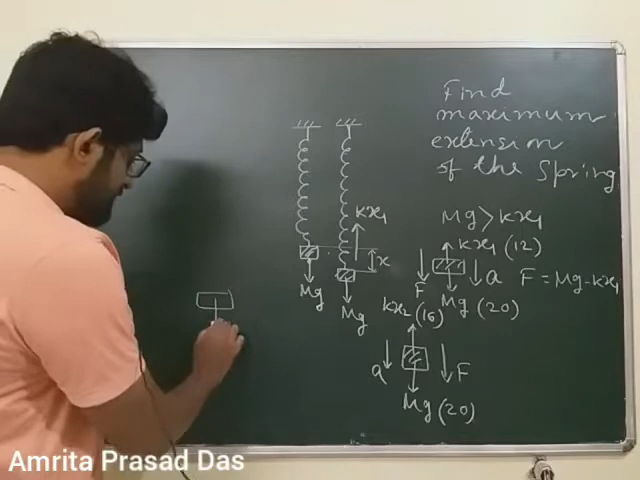 Find
maximum
extension
of the Spring
Mg > kx₁
kx₁
kx₁ (12)
x
a
F = Mg - kx₁
F
Mg
Mg
Mg (20)
kx₂ (16)
a
F
Mg (20)
Amrita Prasad Das